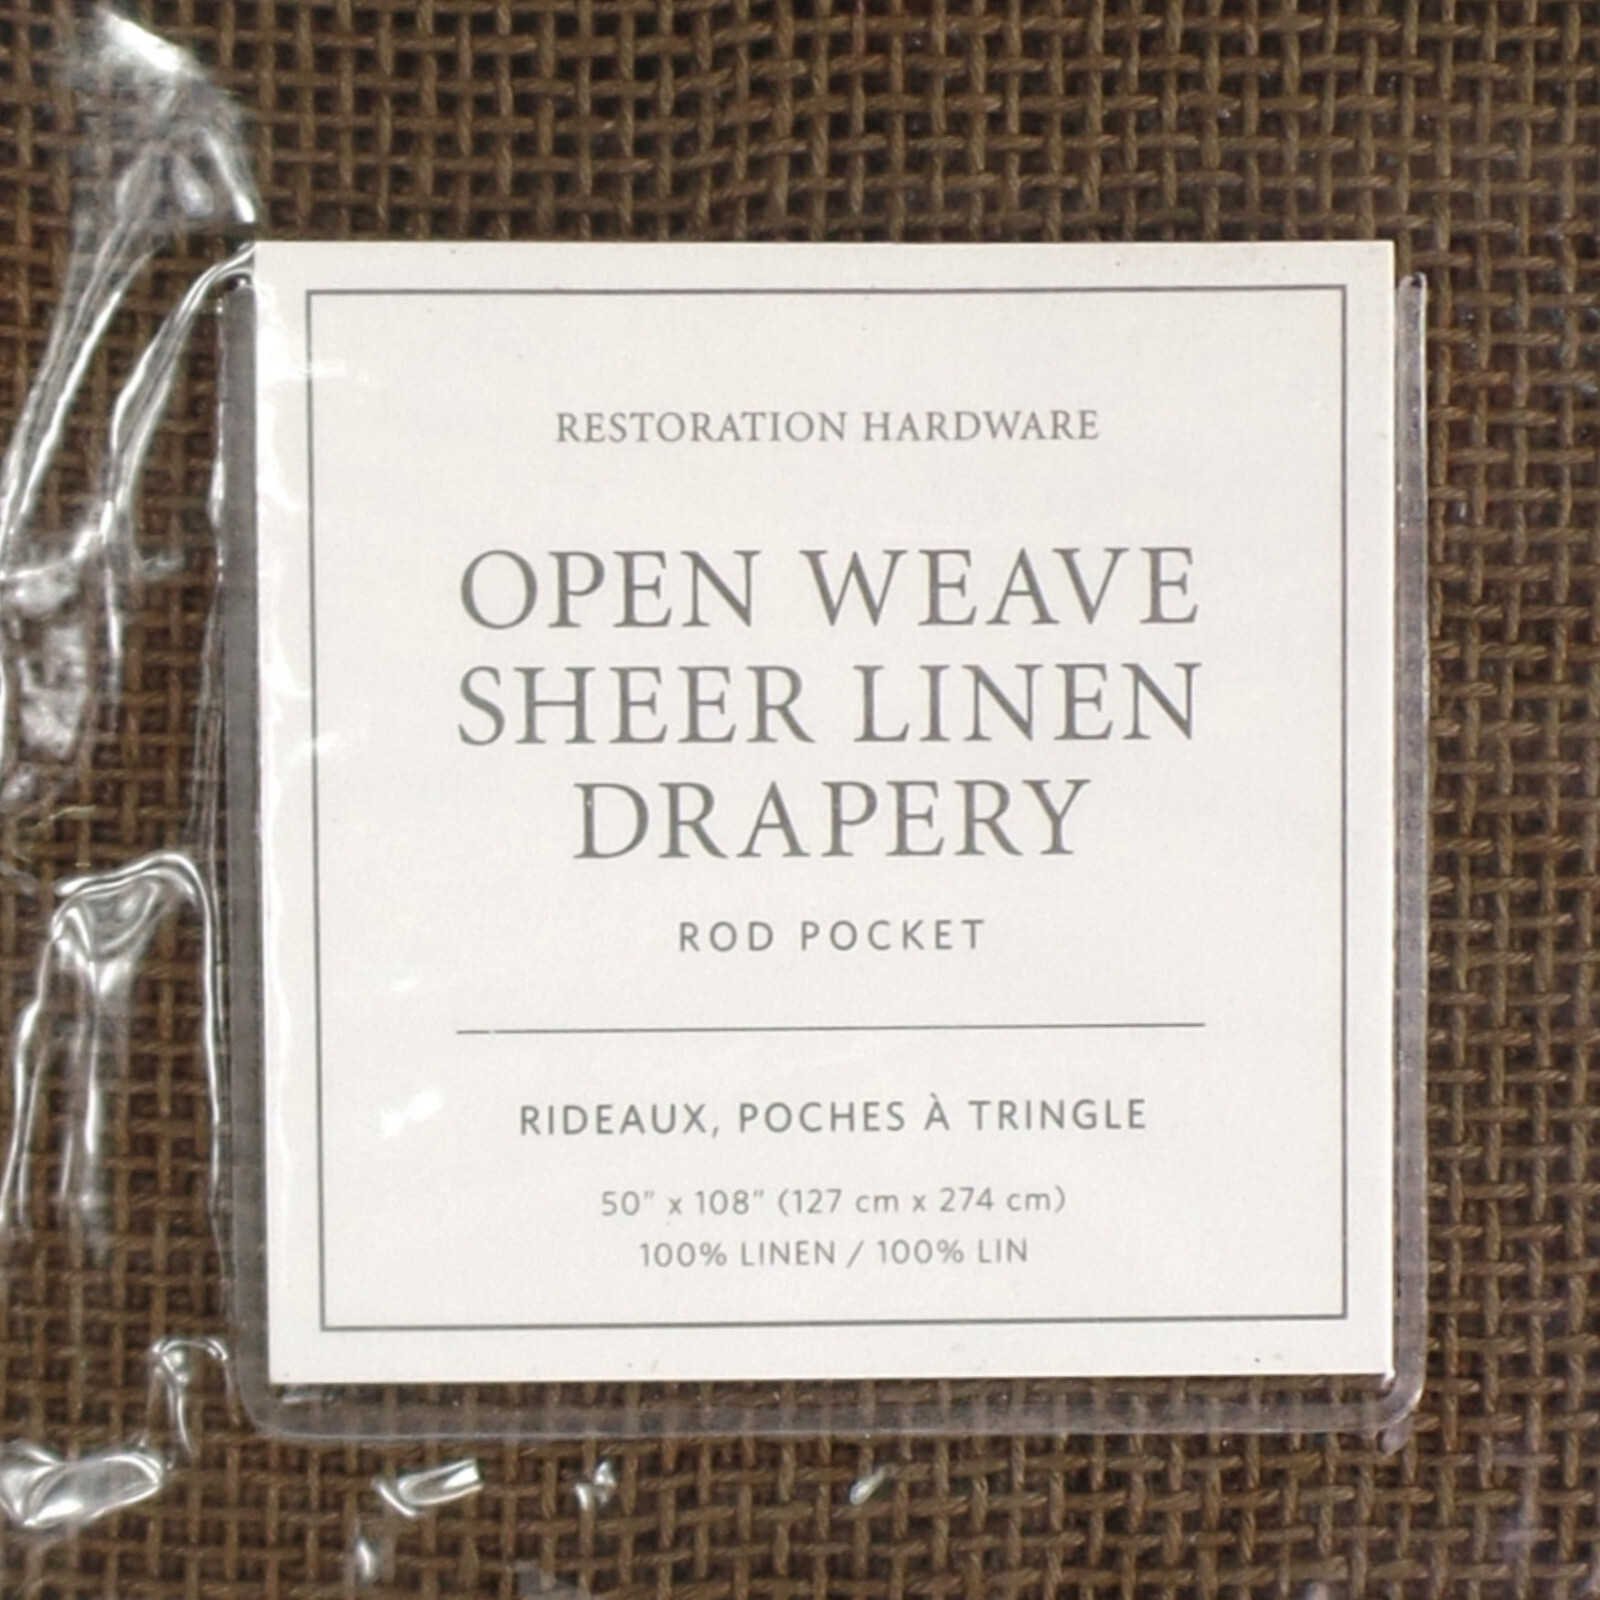 RESTORATION HARDWARE
OPEN WEAVE
SHEER LINEN
DRAPERY
ROD POCKET
RIDEAUX, POCHES À TRINGLE
50" x 108" (127 cm x 274 cm)
100% LINEN / 100% LIN